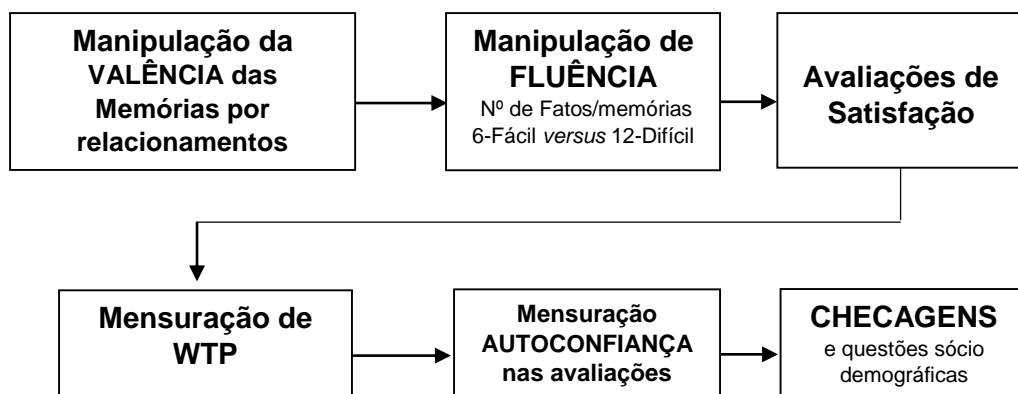 Manipulação da
VALÊNCIA das
Memórias por
relacionamentos
Manipulação de
FLUÊNCIA
Nº de Fatos/memórias
6-Fácil versus 12-Difícil
Avaliações de
Satisfação
Mensuração de
WTP
Mensuração
AUTOCONFIANÇA
nas avaliações
CHECAGENS
e questões sócio
demográficas